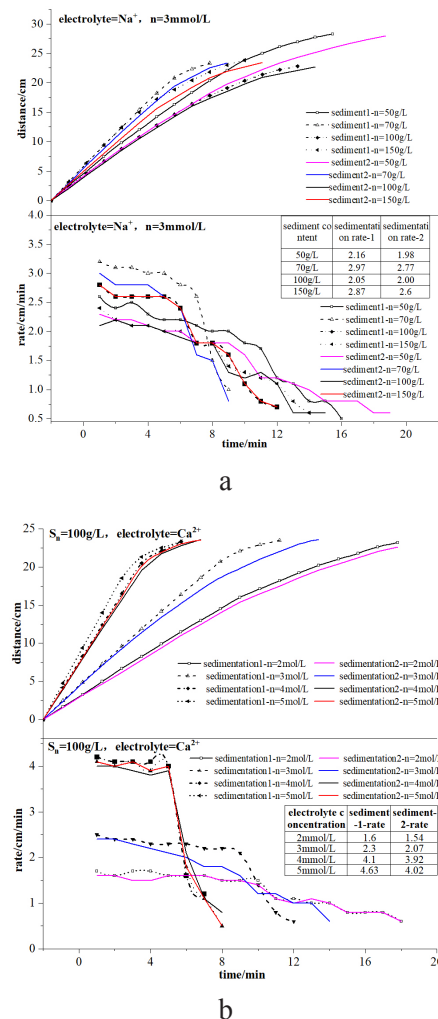 electrolyte=Na⁺, n=3mmol/L
distance/cm
30
25
20
15
10
5
0
sediment1-n=50g/L
sediment1-n=70g/L
sediment1-n=100g/L
sediment1-n=150g/L
sediment2-n=50g/L
sediment2-n=70g/L
sediment2-n=100g/L
sediment2-n=150g/L
electrolyte=Na⁺, n=3mmol/L
rate/cm/min
4.0
3.5
3.0
2.5
2.0
1.5
1.0
0.5
sediment co sedimentati sedimentati
ntent on rate-1 on rate-2
50g/L 2.16 1.98
70g/L 2.97 2.77
100g/L 2.05 2.00
150g/L 2.87 2.6
sediment1-n=50g/L
sediment1-n=70g/L
sediment1-n=100g/L
sediment1-n=150g/L
sediment2-n=50g/L
sediment2-n=70g/L
sediment2-n=100g/L
sediment2-n=150g/L
0 4 8 12 16 20
time/min
a
Sₙ=100g/L, electrolyte=Ca²⁺
distance/cm
25
20
15
10
5
0
sedimentation1-n=2mol/L sedimentation2-n=2mol/L
sedimentation1-n=3mol/L sedimentation2-n=3mol/L
sedimentation1-n=4mol/L sedimentation2-n=4mol/L
sedimentation1-n=5mol/L sedimentation2-n=5mol/L
Sₙ=100g/L, electrolyte=Ca²⁺
rate/cm/min
4
2
1
0
sedimentation1-n=2mol/L sedimentation2-n=2mol/L
sedimentation1-n=3mol/L sedimentation2-n=3mol/L
sedimentation1-n=4mol/L sedimentation2-n=4mol/L
sedimentation1-n=5mol/L sedimentation2-n=5mol/L
electrolyte c sediment sediment-
oncentration -1-rate 2-rate
2mmol/L 1.6 1.54
3mmol/L 2.3 2.07
4mmol/L 4.1 3.92
5mmol/L 4.63 4.02
0 4 8 12 16 20
time/min
b